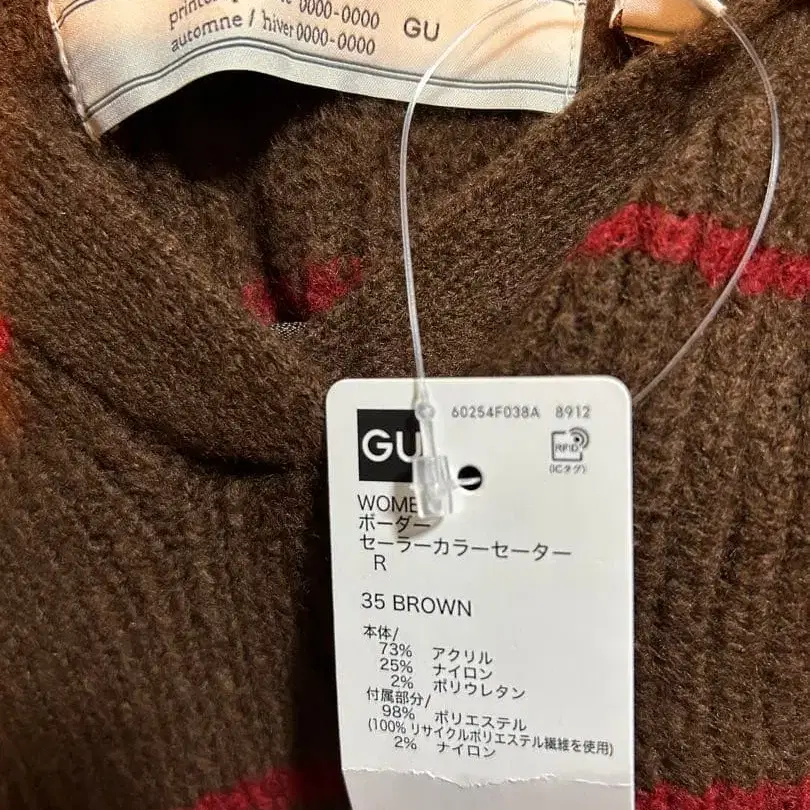 0000-0000
automne / hiver 0000-0000
GU
60254F038A 8912
GU
RFID
(ICタグ)
ボーダー
セーラーカラーセーター
R
35 BROWN
本体/
73% アクリル
25% ナイロン
2% ポリウレタン
付属部分/
98% ポリエステル
(100% リサイクルポリエステル繊維を使用)
2% ナイロン